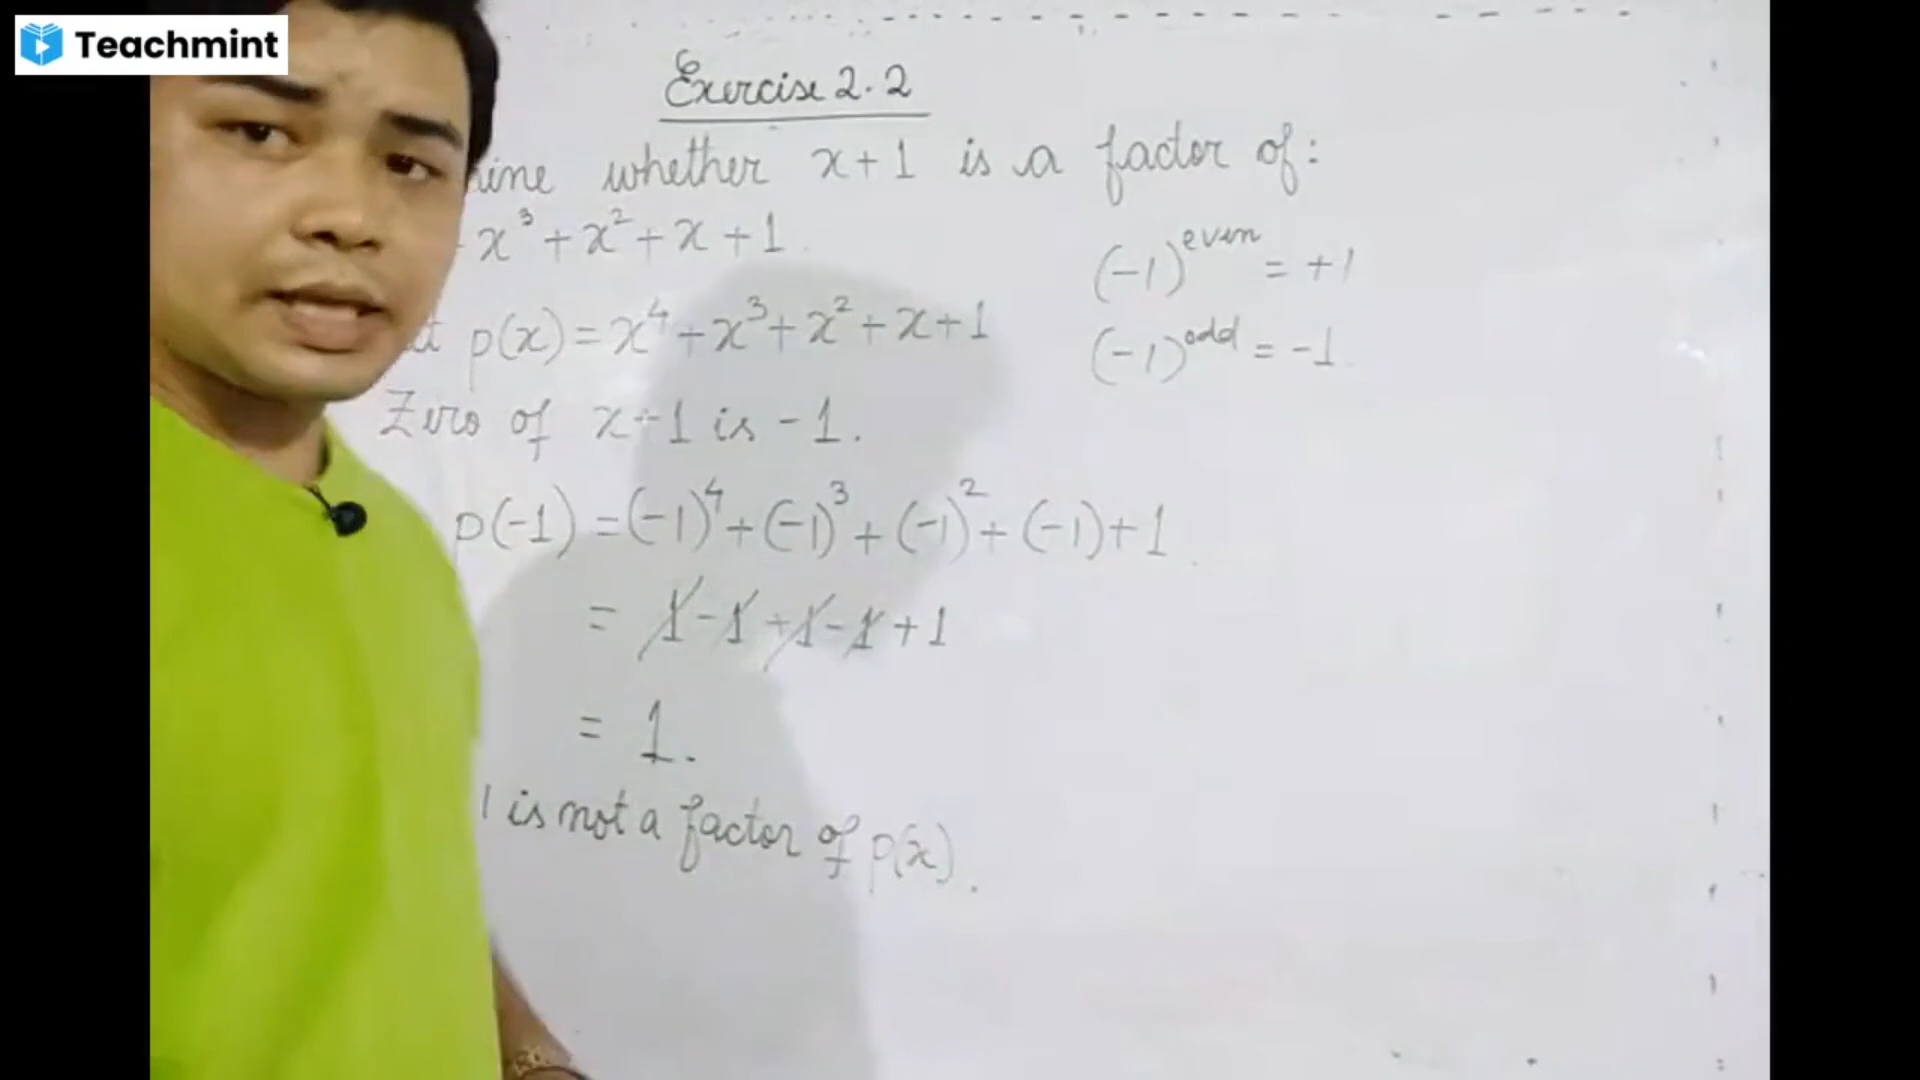 Teachmint
Exercise 2.2
whether x+1 is a factor of:
x³ + x² + x + 1
(-1)^even = +1
p(x) = x⁴ + x³ + x² + x + 1
(-1)^odd = -1
Zero of x+1 is -1.
p(-1) = (-1)⁴ + (-1)³ + (-1)² + (-1) + 1
= 1 - 1 + 1 - 1 + 1
= 1.
1 is not a factor of p(x).